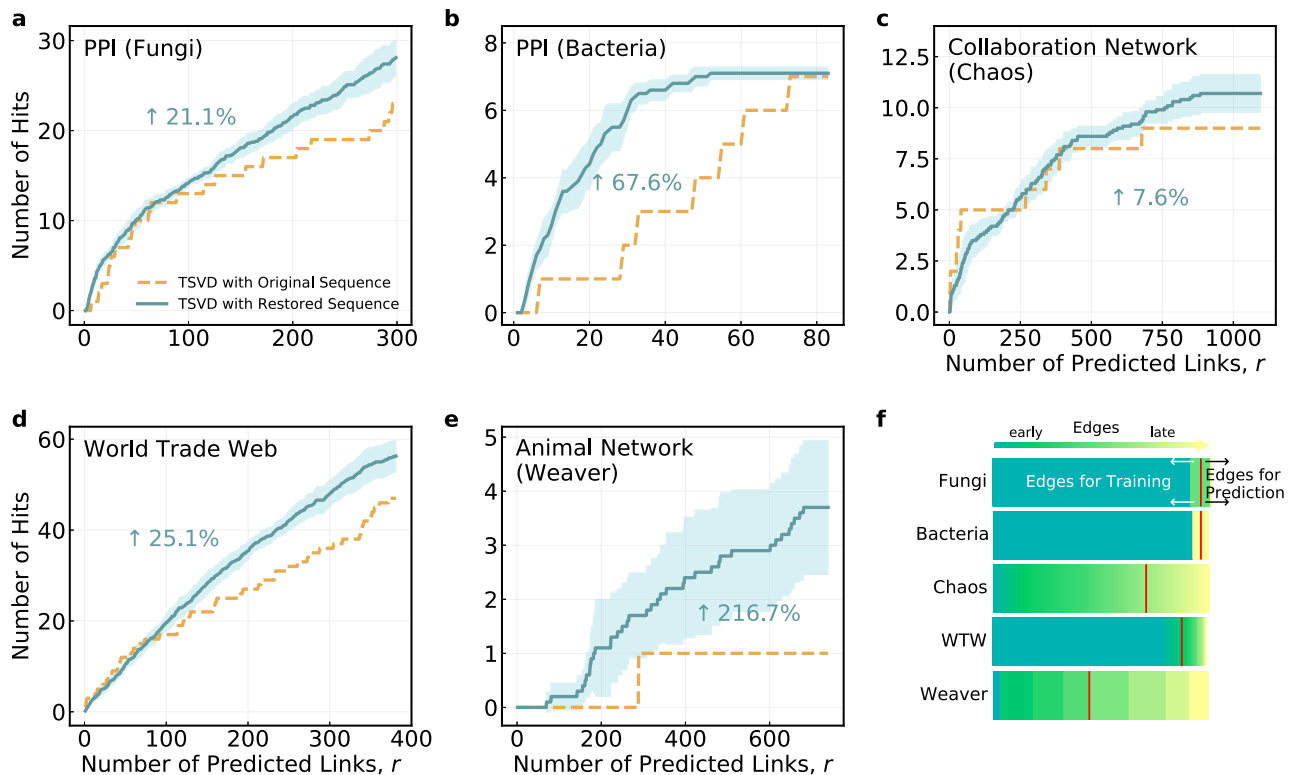 a
PPI (Fungi)
Number of Hits
30
20
10
0
↑ 21.1%
TSVD with Original Sequence
TSVD with Restored Sequence
0
100
200
300
b
PPI (Bacteria)
8
6
4
2
0
↑ 67.6%
0
20
40
60
80
c
Collaboration Network
(Chaos)
12.5
10.0
7.5
5.0
2.5
0.0
↑ 7.6%
0
250
500
750
1000
Number of Predicted Links, r
d
World Trade Web
Number of Hits
60
40
20
0
↑ 25.1%
0
100
200
300
400
Number of Predicted Links, r
e
Animal Network
(Weaver)
5
4
3
2
1
0
↑ 216.7%
0
200
400
600
Number of Predicted Links, r
f
early
Edges
late
Fungi
Edges for Training
Edges for
Prediction
Bacteria
Chaos
WTW
Weaver